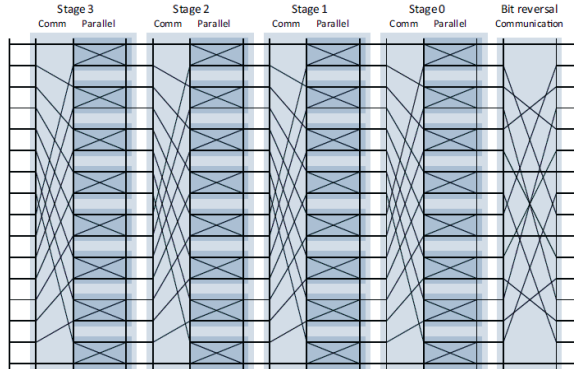 Stage 3 Stage 2 Stage 1 Stage 0 Bit reversal
Comm Parallel Comm Parallel Comm Parallel Comm Parallel Communication